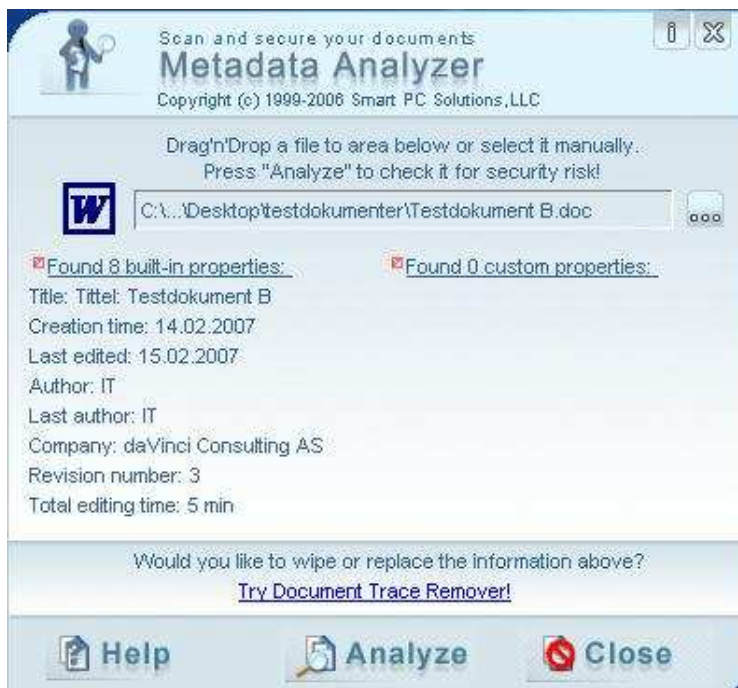 Scan and secure your documents
Metadata Analyzer
Copyright (c) 1999-2006 Smart PC Solutions,LLC
Drag'n'Drop a file to area below or select it manually.
Press "Analyze" to check it for security risk!
W
C:\...\Desktop\testdokumenter\Testdokument B.doc
Found 8 built-in properties:
Found 0 custom properties:
Title: Tittel: Testdokument B
Creation time: 14.02.2007
Last edited: 15.02.2007
Author: IT
Last author: IT
Company: daVinci Consulting AS
Revision number: 3
Total editing time: 5 min
Would you like to wipe or replace the information above?
Try Document Trace Remover!
Help
Analyze
Close